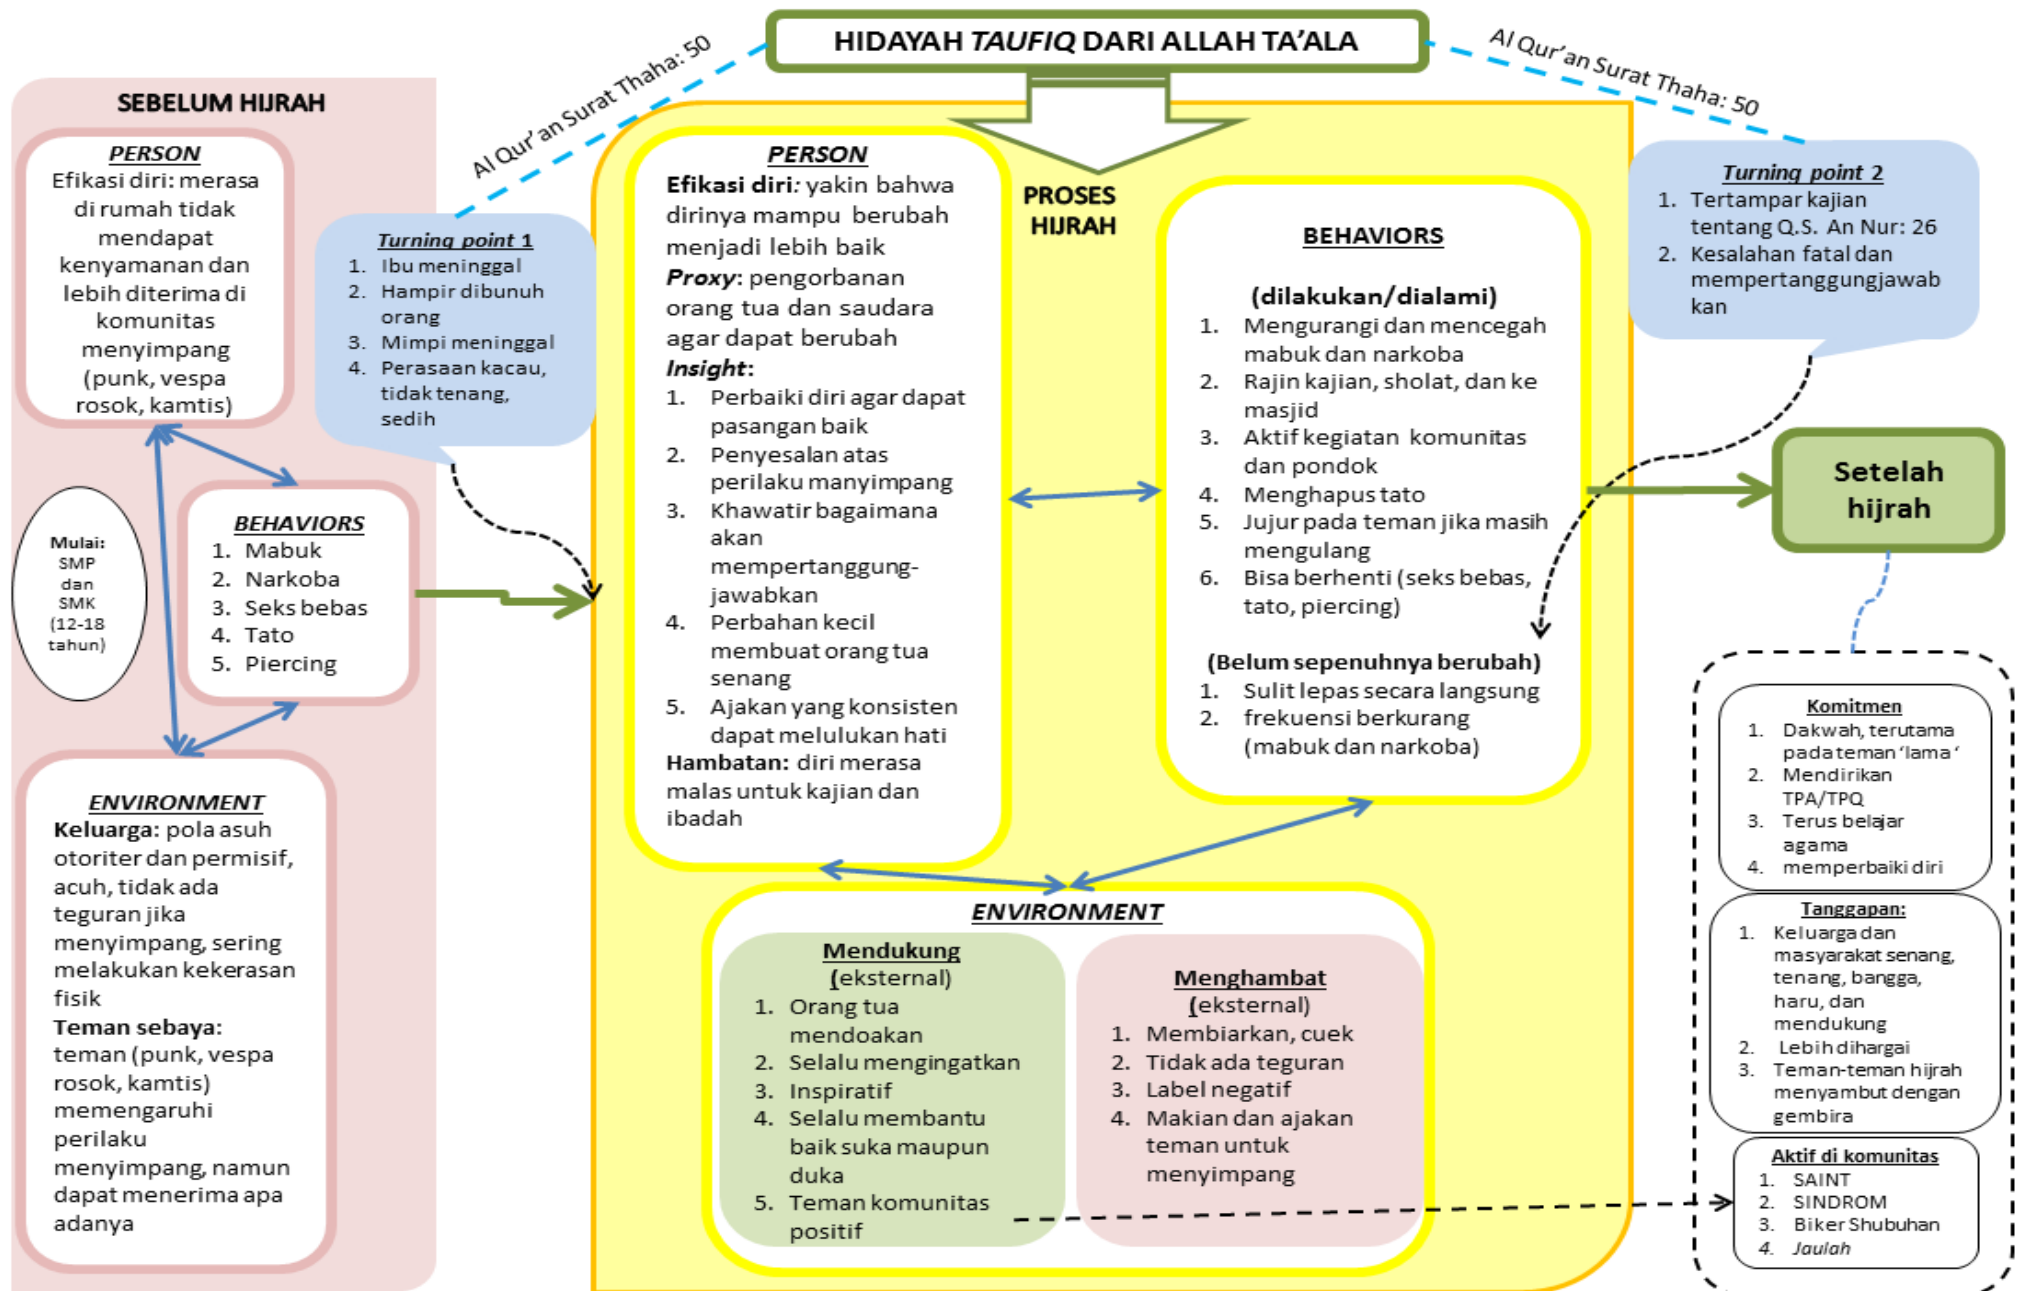 HIDAYAH TAUFIQ DARI ALLAH TA’ALA
Al Qur’an Surat Thaha: 50
Al Qur’an Surat Thaha: 50
SEBELUM HIJRAH
PERSON
Efikasi diri: merasa
di rumah tidak
mendapat
kenyamanan dan
lebih diterima di
komunitas
menyimpang
(punk, vespa
rosok, kamtis)
Mulai:
SMP
dan
SMK
(12-18
tahun)
BEHAVIORS
1. Mabuk
2. Narkoba
3. Seks bebas
4. Tato
5. Piercing
ENVIRONMENT
Keluarga: pola asuh
otoriter dan permisif,
acuh, tidak ada
teguran jika
menyimpang, sering
melakukan kekerasan
fisik
Teman sebaya:
teman (punk, vespa
rosok, kamtis)
memengaruhi
perilaku
menyimpang, namun
dapat menerima apa
adanya
Turning point 1
1. Ibu meninggal
2. Hampir dibunuh
orang
3. Mimpi meninggal
4. Perasaan kacau,
tidak tenang,
sedih
PROSES
HIJRAH
PERSON
Efikasi diri: yakin bahwa
dirinya mampu berubah
menjadi lebih baik
Proxy: pengorbanan
orang tua dan saudara
agar dapat berubah
Insight:
1. Perbaiki diri agar dapat
pasangan baik
2. Penyesalan atas
perilaku manyimpang
3. Khawatir bagaimana
akan
mempertanggung-
jawabkan
4. Perbahan kecil
membuat orang tua
senang
5. Ajakan yang konsisten
dapat melulukan hati
Hambatan: diri merasa
malas untuk kajian dan
ibadah
BEHAVIORS
(dilakukan/dialami)
1. Mengurangi dan mencegah
mabuk dan narkoba
2. Rajin kajian, sholat, dan ke
masjid
3. Aktif kegiatan komunitas
dan pondok
4. Menghapus tato
5. Jujur pada teman jika masih
mengulang
6. Bisa berhenti (seks bebas,
tato, piercing)
(Belum sepenuhnya berubah)
1. Sulit lepas secara langsung
2. frekuensi berkurang
(mabuk dan narkoba)
ENVIRONMENT
Mendukung
(eksternal)
1. Orang tua
mendoakan
2. Selalu mengingatkan
3. Inspiratif
4. Selalu membantu
baik suka maupun
duka
5. Teman komunitas
positif
Menghambat
(eksternal)
1. Membiarkan, cuek
2. Tidak ada teguran
3. Label negatif
4. Makian dan ajakan
teman untuk
menyimpang
Turning point 2
1. Tertampar kajian
tentang Q.S. An Nur: 26
2. Kesalahan fatal dan
mempertanggungjawab
kan
Setelah
hijrah
Komitmen
1. Dakwah, terutama
pada teman ‘lama ‘
2. Mendirikan
TPA/TPQ
3. Terus belajar
agama
4. memperbaiki diri
Tanggapan:
1. Keluarga dan
masyarakat senang,
tenang, bangga,
haru, dan
mendukung
2. Lebih dihargai
3. Teman-teman hijrah
menyambut dengan
gembira
Aktif di komunitas
1. SAINT
2. SINDROM
3. Biker Shubuhan
4. Jaulah